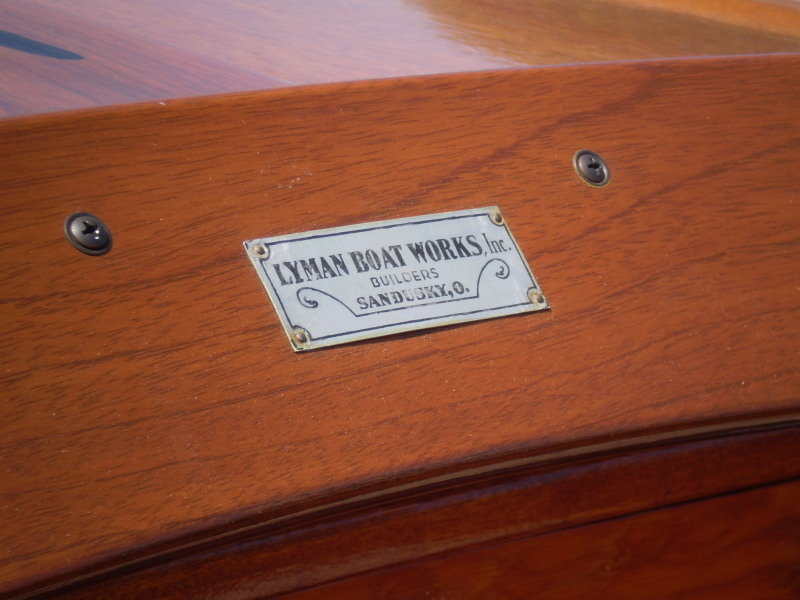 LYMAN BOAT WORKS, Inc.
BUILDERS
SANDUSKY, O.